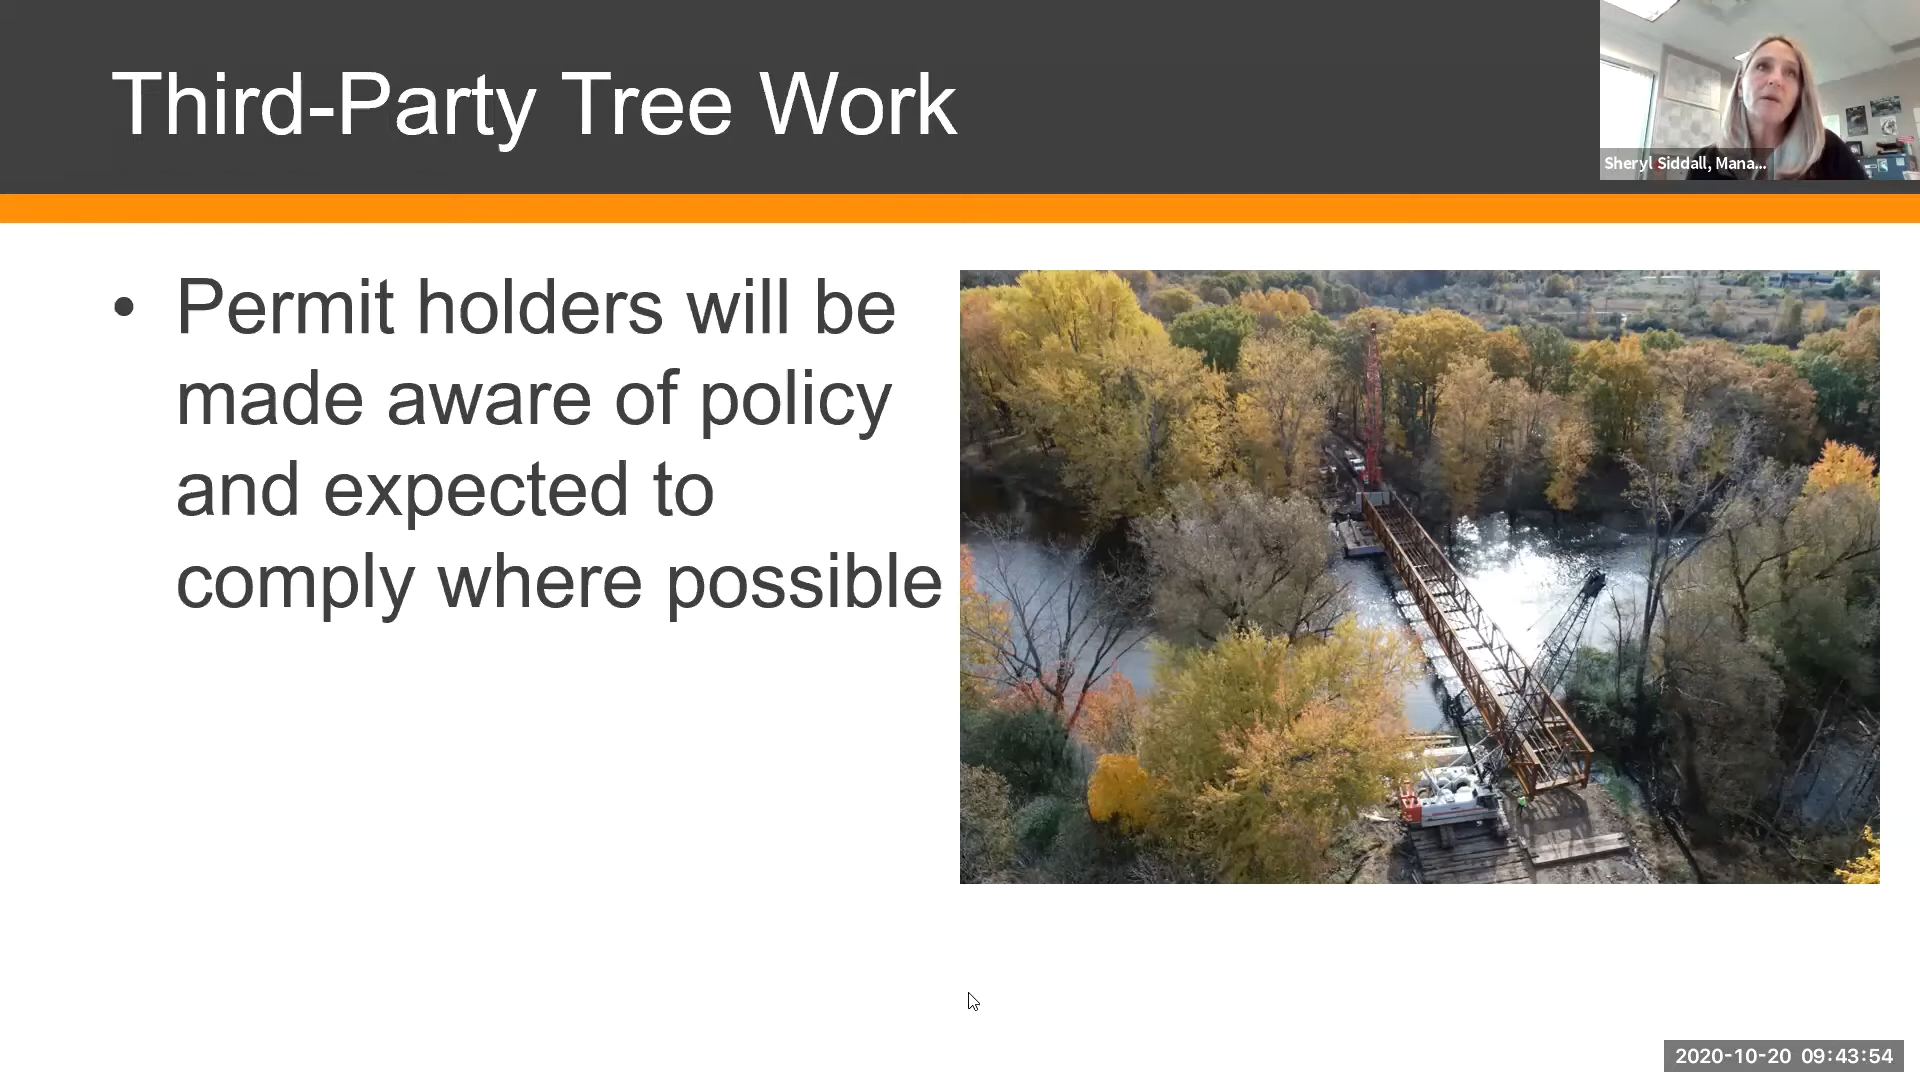 Third-Party Tree Work
Sheryl Siddall, Mana...
• Permit holders will be
made aware of policy
and expected to
comply where possible
2020-10-20 09:43:54